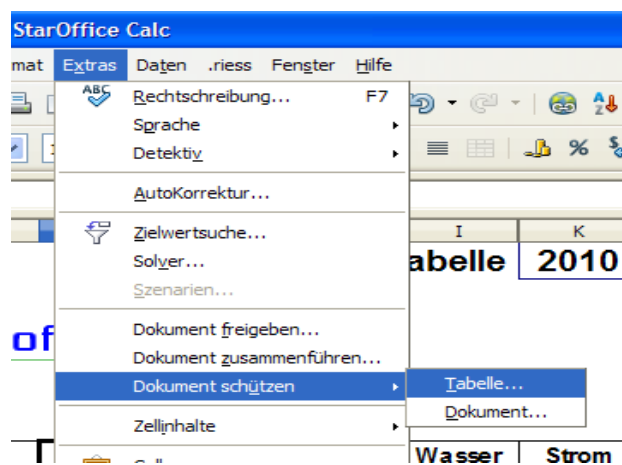 StarOffice Calc
mat Extras Daten .riess Fenster Hilfe
ABC Rechtschreibung... F7
Sprache
Detektiv
AutoKorrektur...
Zielwertsuche...
Solver...
Szenarien...
Dokument freigeben...
Dokument zusammenführen...
Dokument schützen
Tabelle...
Dokument...
Zellinhalte
A Z
% $
I K
abelle 2010
of
Wasser Strom